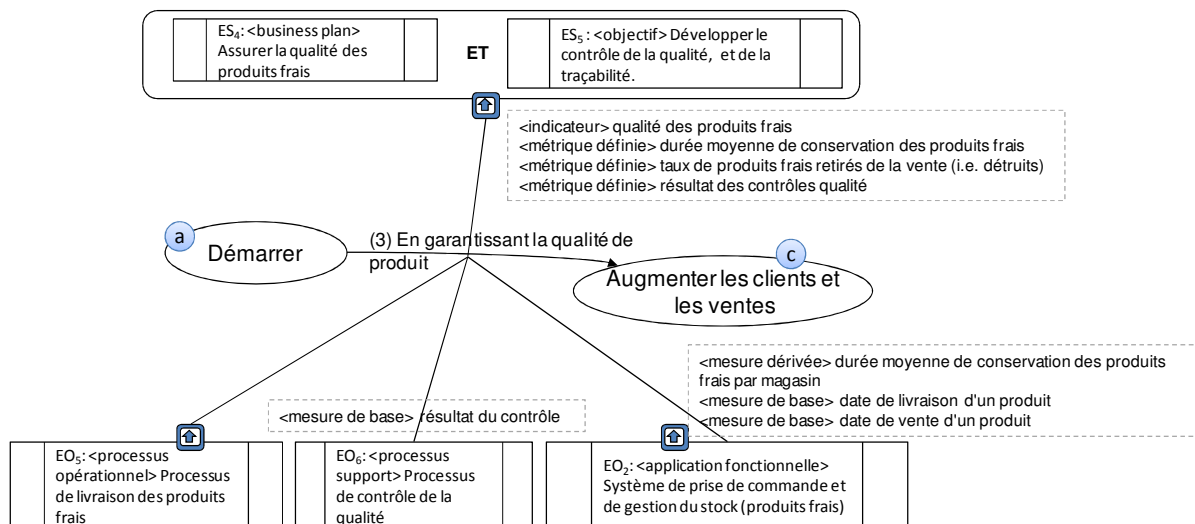 ES4: <business plan>
Assurer la qualité des
produits frais
ET
ES5 : <objectif> Développer le
contrôle de la qualité, et de la
traçabilité.
<indicateur> qualité des produits frais
<métrique définie> durée moyenne de conservation des produits frais
<métrique définie> taux de produits frais retirés de la vente (i.e. détruits)
<métrique définie> résultat des contrôles qualité
a
Démarrer
(3) En garantissant la qualité de
produit
c
Augmenter les clients et
les ventes
<mesure dérivée> durée moyenne de conservation des produits
frais par magasin
<mesure de base> date de livraison d'un produit
<mesure de base> date de vente d'un produit
<mesure de base> résultat du contrôle
EO5: <processus
opérationnel> Processus
de livraison des produits
frais
EO6: <processus
support> Processus
de contrôle de la
qualité
EO2: <application fonctionnelle>
Système de prise de commande et
de gestion du stock (produits frais)